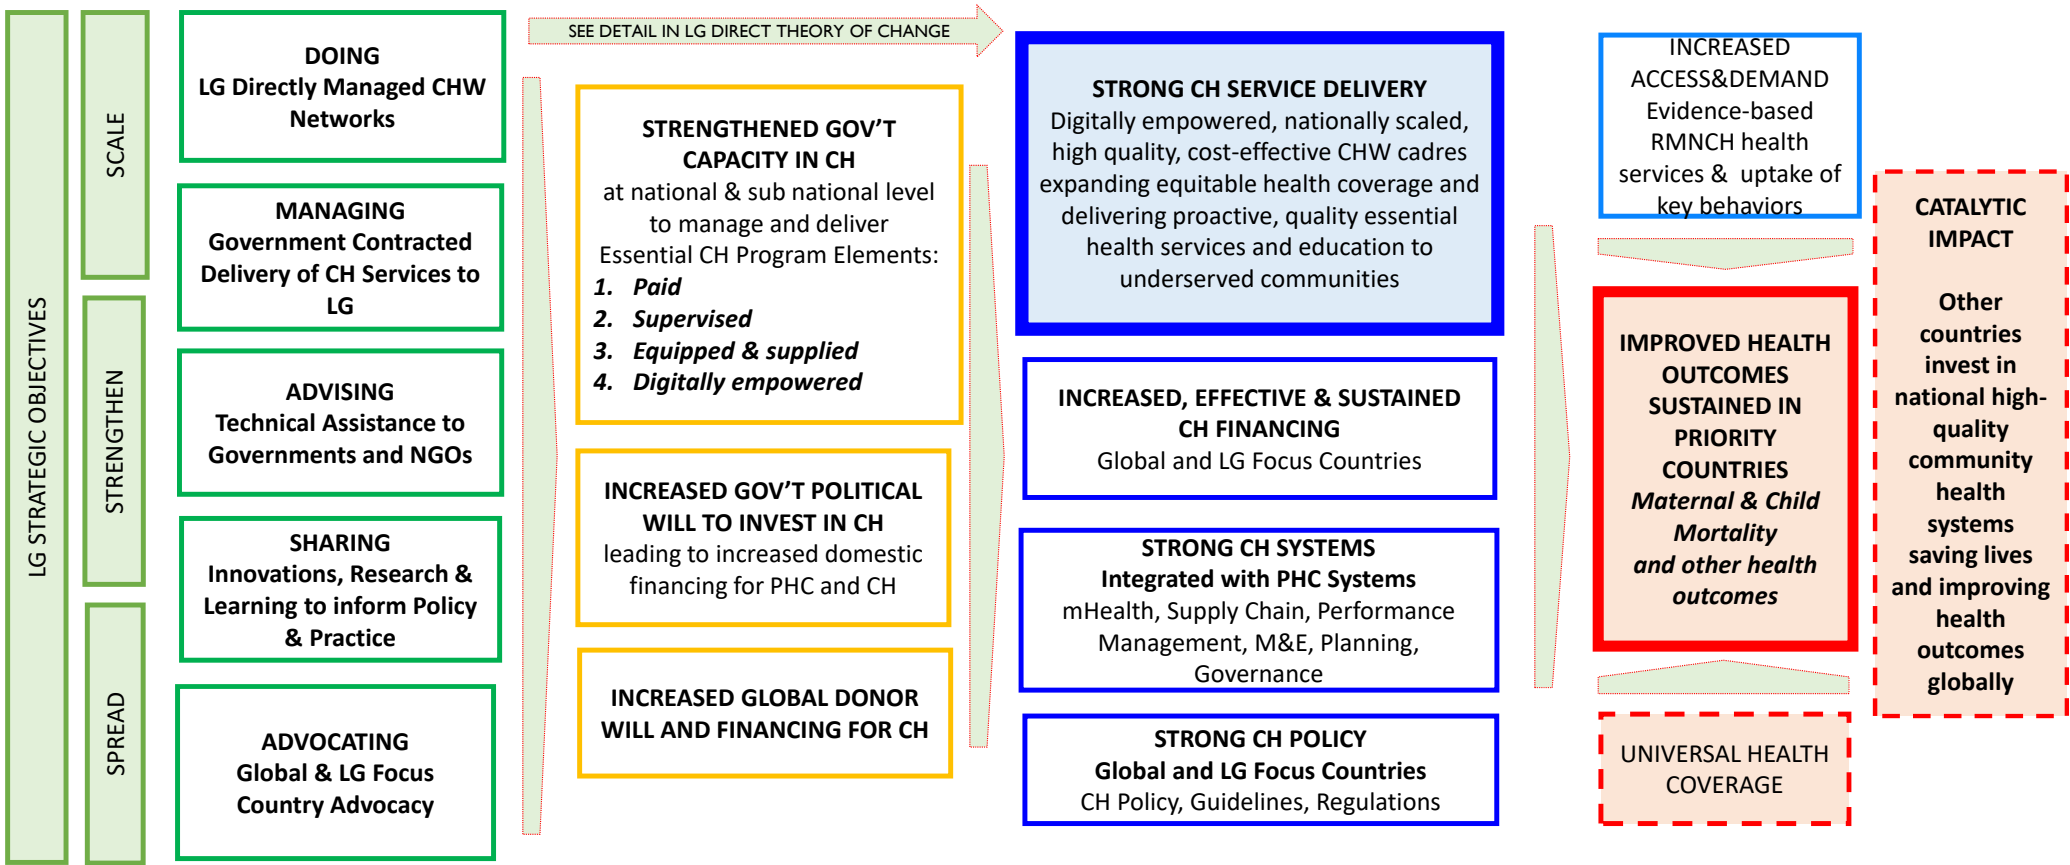 LG STRATEGIC OBJECTIVES
SCALE
STRENGTHEN
SPREAD
DOING
LG Directly Managed CHW
Networks
MANAGING
Government Contracted
Delivery of CH Services to
LG
ADVISING
Technical Assistance to
Governments and NGOs
SHARING
Innovations, Research &
Learning to inform Policy
& Practice
ADVOCATING
Global & LG Focus
Country Advocacy
SEE DETAIL IN LG DIRECT THEORY OF CHANGE
STRENGTHENED GOV’T
CAPACITY IN CH
at national & sub national level
to manage and deliver
Essential CH Program Elements:
1. Paid
2. Supervised
3. Equipped & supplied
4. Digitally empowered
INCREASED GOV’T POLITICAL
WILL TO INVEST IN CH
leading to increased domestic
financing for PHC and CH
INCREASED GLOBAL DONOR
WILL AND FINANCING FOR CH
STRONG CH SERVICE DELIVERY
Digitally empowered, nationally scaled,
high quality, cost-effective CHW cadres
expanding equitable health coverage and
delivering proactive, quality essential
health services and education to
underserved communities
INCREASED, EFFECTIVE & SUSTAINED
CH FINANCING
Global and LG Focus Countries
STRONG CH SYSTEMS
Integrated with PHC Systems
mHealth, Supply Chain, Performance
Management, M&E, Planning,
Governance
STRONG CH POLICY
Global and LG Focus Countries
CH Policy, Guidelines, Regulations
INCREASED
ACCESS&DEMAND
Evidence-based
RMNCH health
services & uptake of
key behaviors
IMPROVED HEALTH
OUTCOMES
SUSTAINED IN
PRIORITY
COUNTRIES
Maternal & Child
Mortality
and other health
outcomes
UNIVERSAL HEALTH
COVERAGE
CATALYTIC
IMPACT
Other
countries
invest in
national high-
quality
community
health
systems
saving lives
and improving
health
outcomes
globally